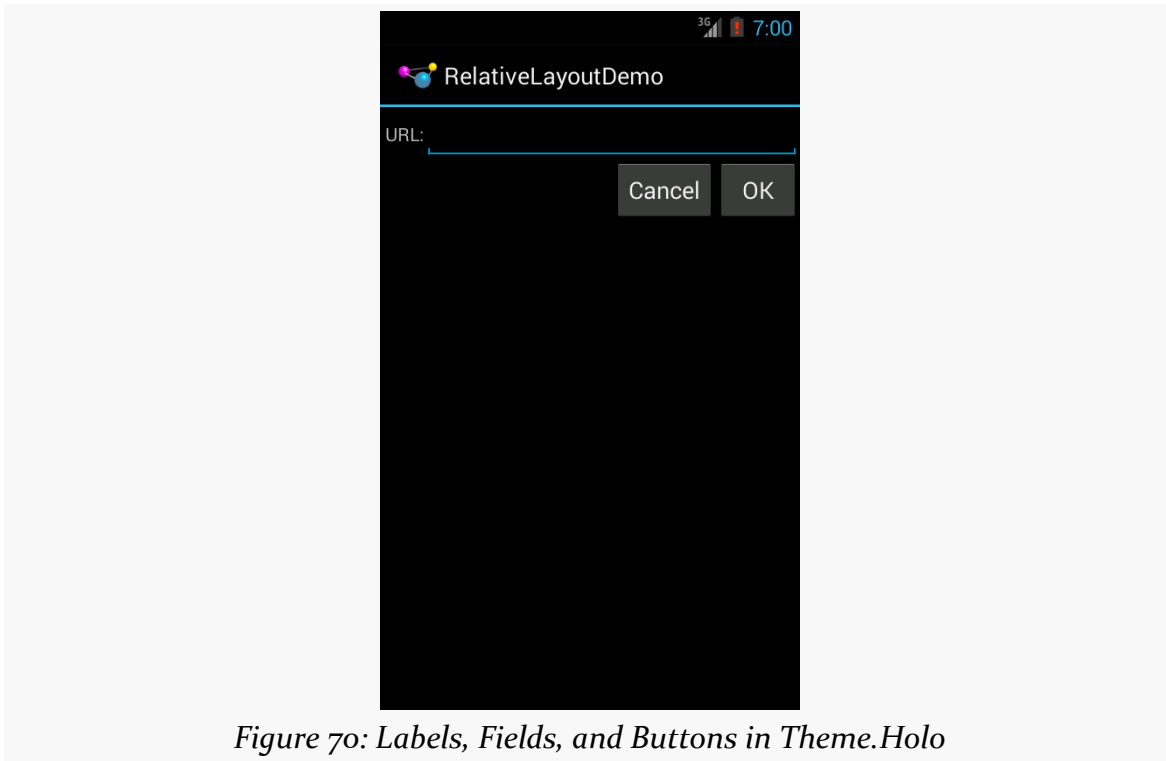 3G 7:00
RelativeLayoutDemo
URL:
Cancel OK
Figure 70: Labels, Fields, and Buttons in Theme.Holo